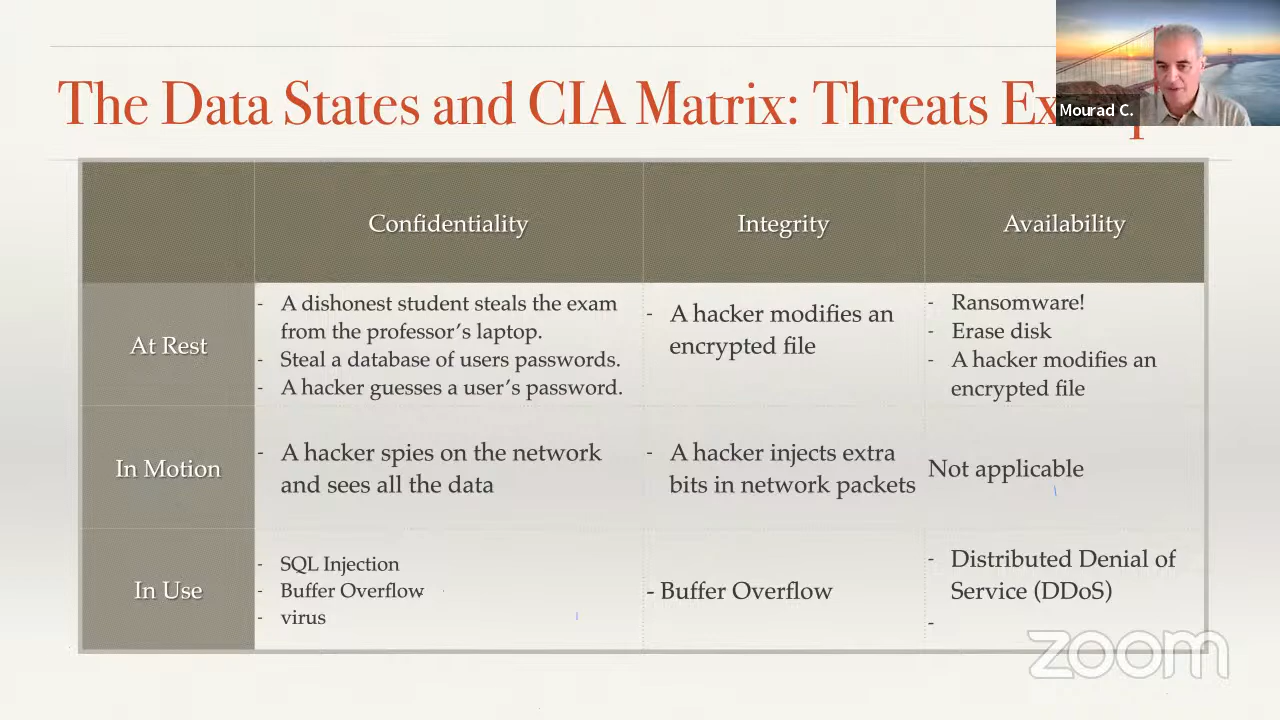 The Data States and CIA Matrix: Threats
Mourad C.
Confidentiality
Integrity
Availability
At Rest
- A dishonest student steals the exam
from the professor's laptop.
- Steal a database of users passwords.
- A hacker guesses a user's password.
- A hacker modifies an
encrypted file
- Ransomware!
- Erase disk
- A hacker modifies an
encrypted file
In Motion
- A hacker spies on the network
and sees all the data
- A hacker injects extra
bits in network packets
Not applicable
In Use
- SQL Injection
- Buffer Overflow
- virus
- Buffer Overflow
- Distributed Denial of
Service (DDoS)
-
zoom